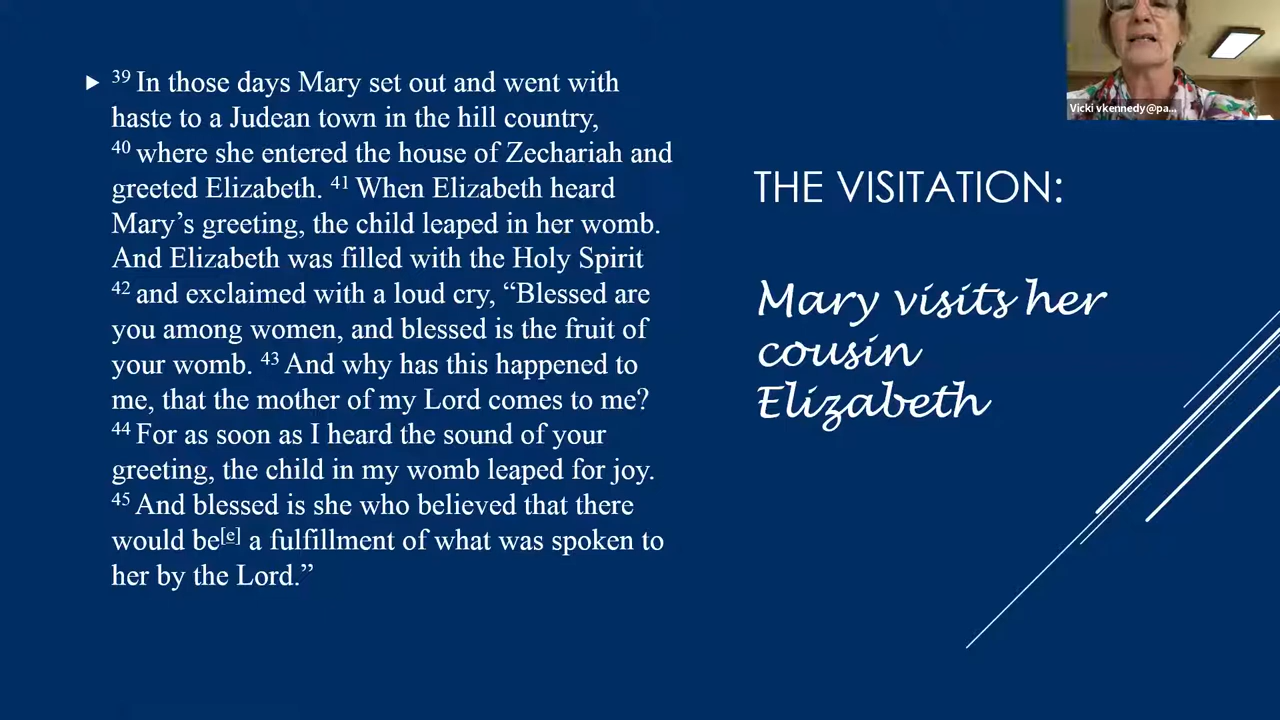 ³⁹ In those days Mary set out and went with
haste to a Judean town in the hill country,
⁴⁰ where she entered the house of Zechariah and
greeted Elizabeth. ⁴¹ When Elizabeth heard
Mary’s greeting, the child leaped in her womb.
And Elizabeth was filled with the Holy Spirit
⁴² and exclaimed with a loud cry, “Blessed are
you among women, and blessed is the fruit of
your womb. ⁴³ And why has this happened to
me, that the mother of my Lord comes to me?
⁴⁴ For as soon as I heard the sound of your
greeting, the child in my womb leaped for joy.
⁴⁵ And blessed is she who believed that there
would be[e] a fulfillment of what was spoken to
her by the Lord.”
THE VISITATION:
Mary visits her
cousin
Elizabeth
Vicki vkennedy@pa...